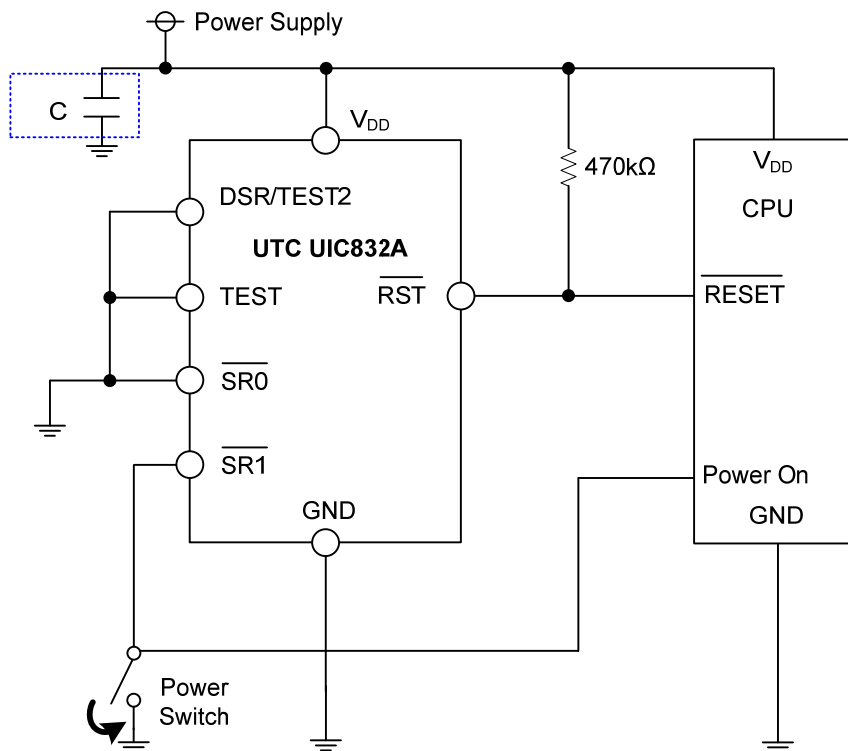 Power Supply
C
VDD
DSR/TEST2
470kΩ
VDD
CPU
UTC UIC832A
TEST
RST
RESET
SR0
SR1
Power On
GND
GND
Power
Switch